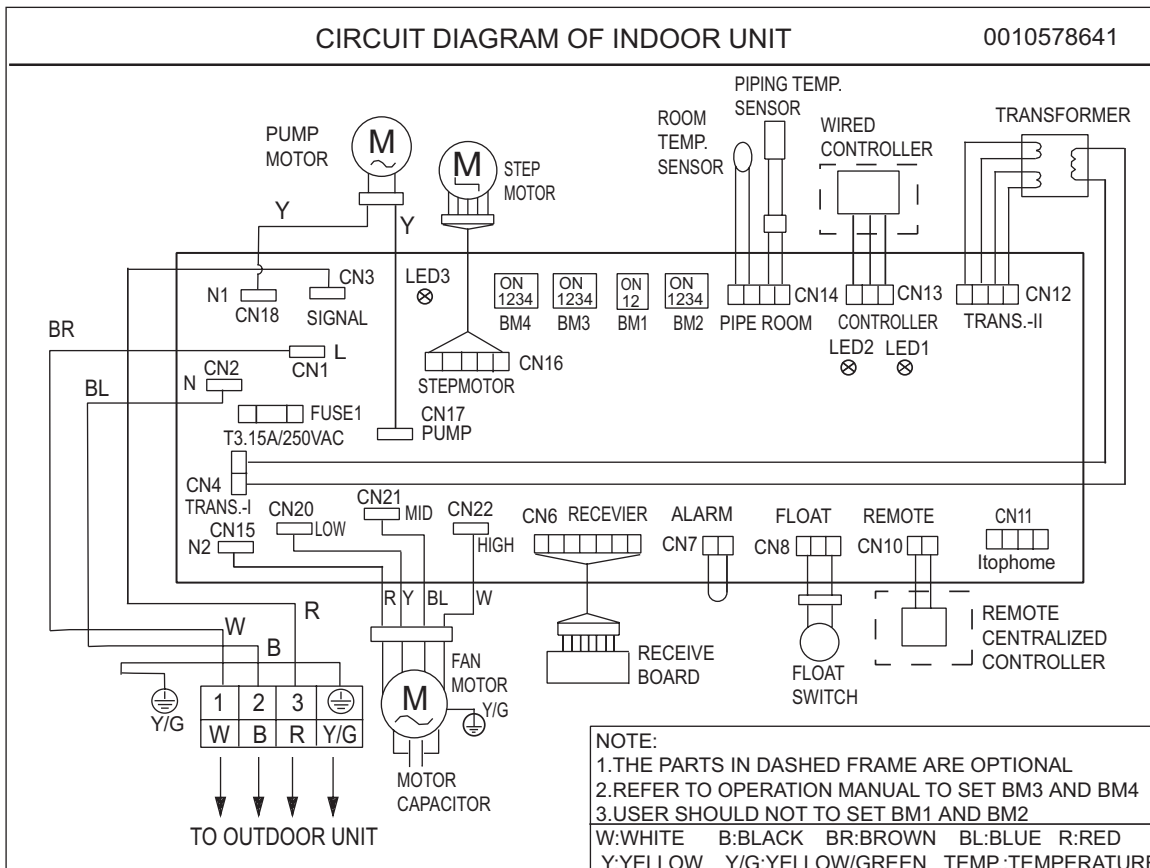 CIRCUIT DIAGRAM OF INDOOR UNIT
0010578641
PUMP
MOTOR
M
M
STEP
MOTOR
ROOM
TEMP.
SENSOR
PIPING TEMP.
SENSOR
WIRED
CONTROLLER
TRANSFORMER
Y
Y
N1
CN18
CN3
SIGNAL
LED3
ON
1234
BM4
ON
1234
BM3
ON
12
BM1
ON
1234
BM2
CN14
PIPE ROOM
CN13
CONTROLLER
LED2
LED1
CN12
TRANS.-II
BR
BL
CN1
L
N
CN2
CN16
STEPMOTOR
FUSE1
T3.15A/250VAC
CN17
PUMP
CN4
TRANS.-I
CN15
N2
CN20
LOW
CN21
MID
CN22
HIGH
CN6
RECEVIER
ALARM
CN7
FLOAT
CN8
REMOTE
CN10
CN11
Itophome
R
Y
BL
W
R
W
B
FAN
MOTOR
Y/G
M
MOTOR
CAPACITOR
RECEIVE
BOARD
FLOAT
SWITCH
REMOTE
CENTRALIZED
CONTROLLER
Y/G
1 2 3
W B R Y/G
TO OUTDOOR UNIT
NOTE:
1.THE PARTS IN DASHED FRAME ARE OPTIONAL
2.REFER TO OPERATION MANUAL TO SET BM3 AND BM4
3.USER SHOULD NOT TO SET BM1 AND BM2
W:WHITE B:BLACK BR:BROWN BL:BLUE R:RED
Y:YELLOW Y/G:YELLOW/GREEN TEMP.:TEMPERATURE